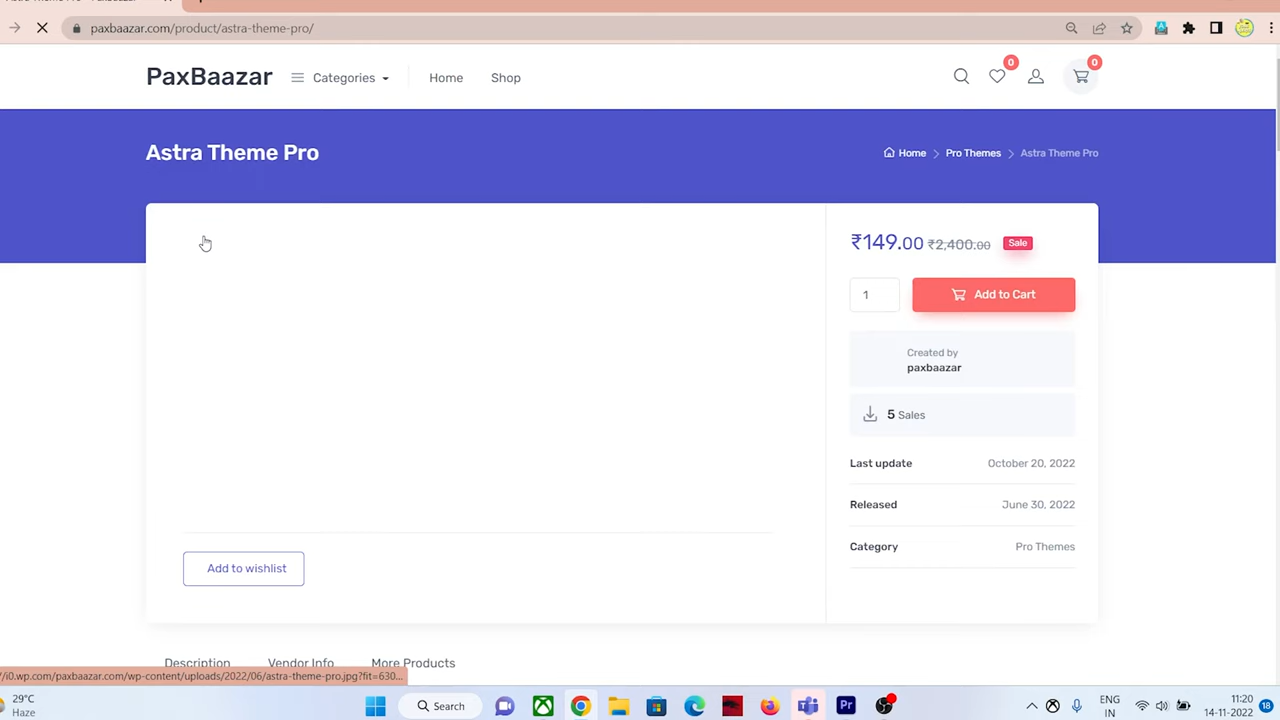 paxbaazar.com/product/astra-theme-pro/
PaxBaazar
Categories
Home
Shop
0
0
Astra Theme Pro
Home
Pro Themes
Astra Theme Pro
₹149.00 ₹2,400.00 Sale
1
Add to Cart
Created by
paxbaazar
5 Sales
Last update
October 20, 2022
Released
June 30, 2022
Category
Pro Themes
Add to wishlist
Description
Vendor Info
More Products
//i0.wp.com/paxbaazar.com/wp-content/uploads/2022/06/astra-theme-pro.jpg?fit=630...
29°C
Haze
Search
Pr
ENG
IN
11:20
14-11-2022
18